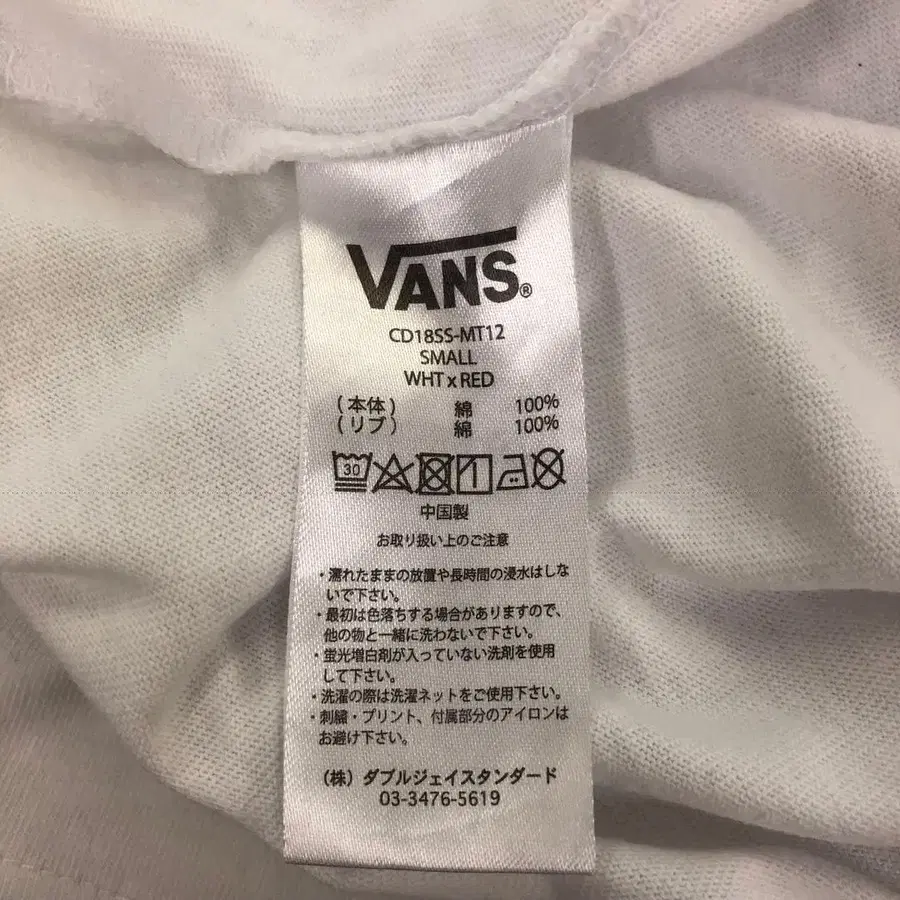 VANS®
CD18SS-MT12
SMALL
WHT x RED
(本体) 綿 100%
(リブ) 綿 100%
30
中国製
お取り扱い上のご注意
・濡れたままの放置や長時間の浸水はしな
いで下さい。
・最初は色落ちする場合がありますので、
他の物と一緒に洗わないで下さい。
・蛍光増白剤が入っていない洗剤を使用
して下さい。
・洗濯の際は洗濯ネットをご使用下さい。
・刺繍・プリント、付属部分のアイロンは
お避け下さい。
(株) ダブルジェイスタンダード
03-3476-5619